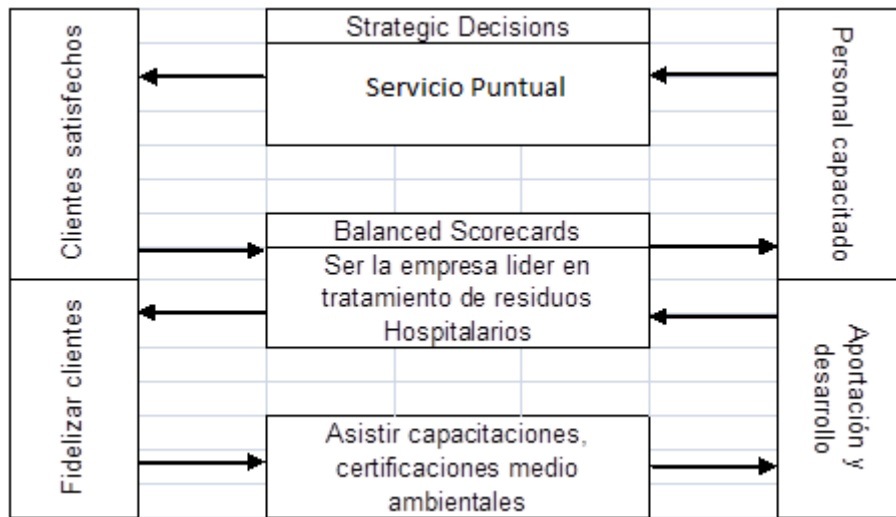 Strategic Decisions
Servicio Puntual
Clientes satisfechos
Personal capacitado
Balanced Scorecards
Ser la empresa lider en
tratamiento de residuos
Hospitalarios
Fidelizar clientes
Aportación y
desarrollo
Asistir capacitaciones,
certificaciones medio
ambientales